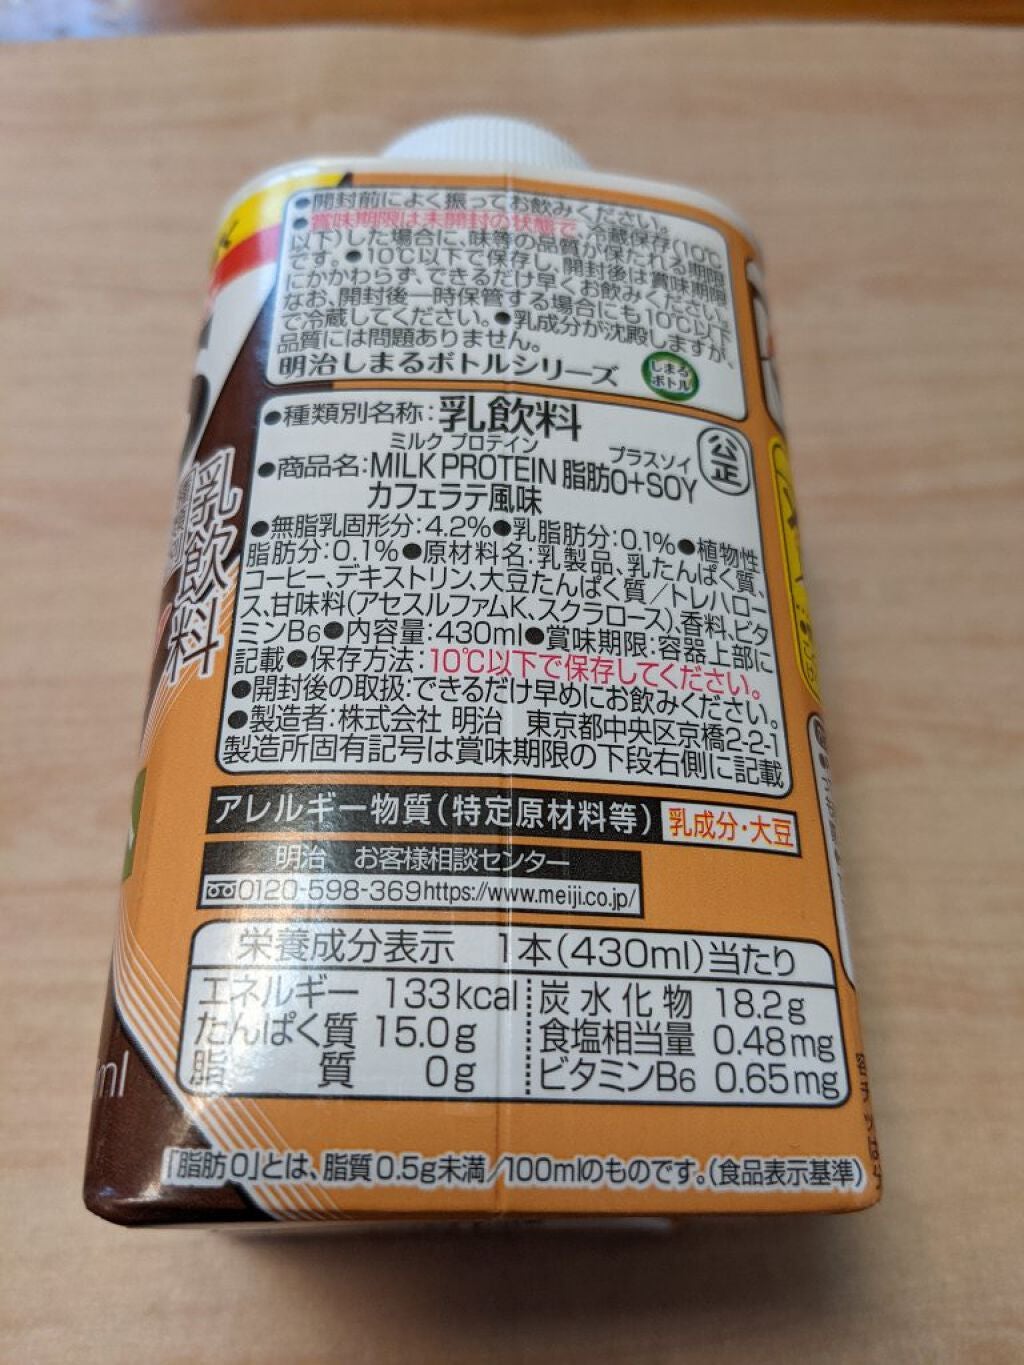 ●開封前によく振ってお飲みください。
●賞味期限は未開封の状態で、冷蔵保存(10℃
以下)した場合に、味等の品質が保たれる期限
です。●10℃以下で保存し、開封後は賞味期限
にかかわらず、できるだけ早くお飲みください。
なお、開封後一時保管する場合にも10℃以下
で冷蔵してください。●乳成分が沈殿しますが、
品質には問題ありません。
明治しまるボトルシリーズ
しまる
ボトル
●種類別名称:乳飲料
公正
ミルク プロテイン プラスソイ
●商品名:MILK PROTEIN 脂肪0+SOY
カフェラテ風味
●無脂乳固形分:4.2%●乳脂肪分:0.1%●植物性
脂肪分:0.1%●原材料名:乳製品、乳たんぱく質、
コーヒー、デキストリン、大豆たんぱく質/トレハロー
ス、甘味料(アセスルファムK、スクラロース)、香料、ビタ
ミンB6●内容量:430ml●賞味期限:容器上部に
記載●保存方法:10℃以下で保存してください。
●開封後の取扱:できるだけ早めにお飲みください。
●製造者:株式会社 明治 東京都中央区京橋2-2-1
製造所固有記号は賞味期限の下段右側に記載
アレルギー物質(特定原材料等) 乳成分・大豆
明治 お客様相談センター
0120-598-369 https://www.meiji.co.jp/
栄養成分表示 1本(430ml)当たり
エネルギー 133kcal 炭水化物 18.2g
たんぱく質 15.0g 食塩相当量 0.48mg
脂質 0g ビタミンB6 0.65mg
「脂肪0」とは、脂質0.5g未満/100mlのものです。(食品表示基準)
乳飲料
ml